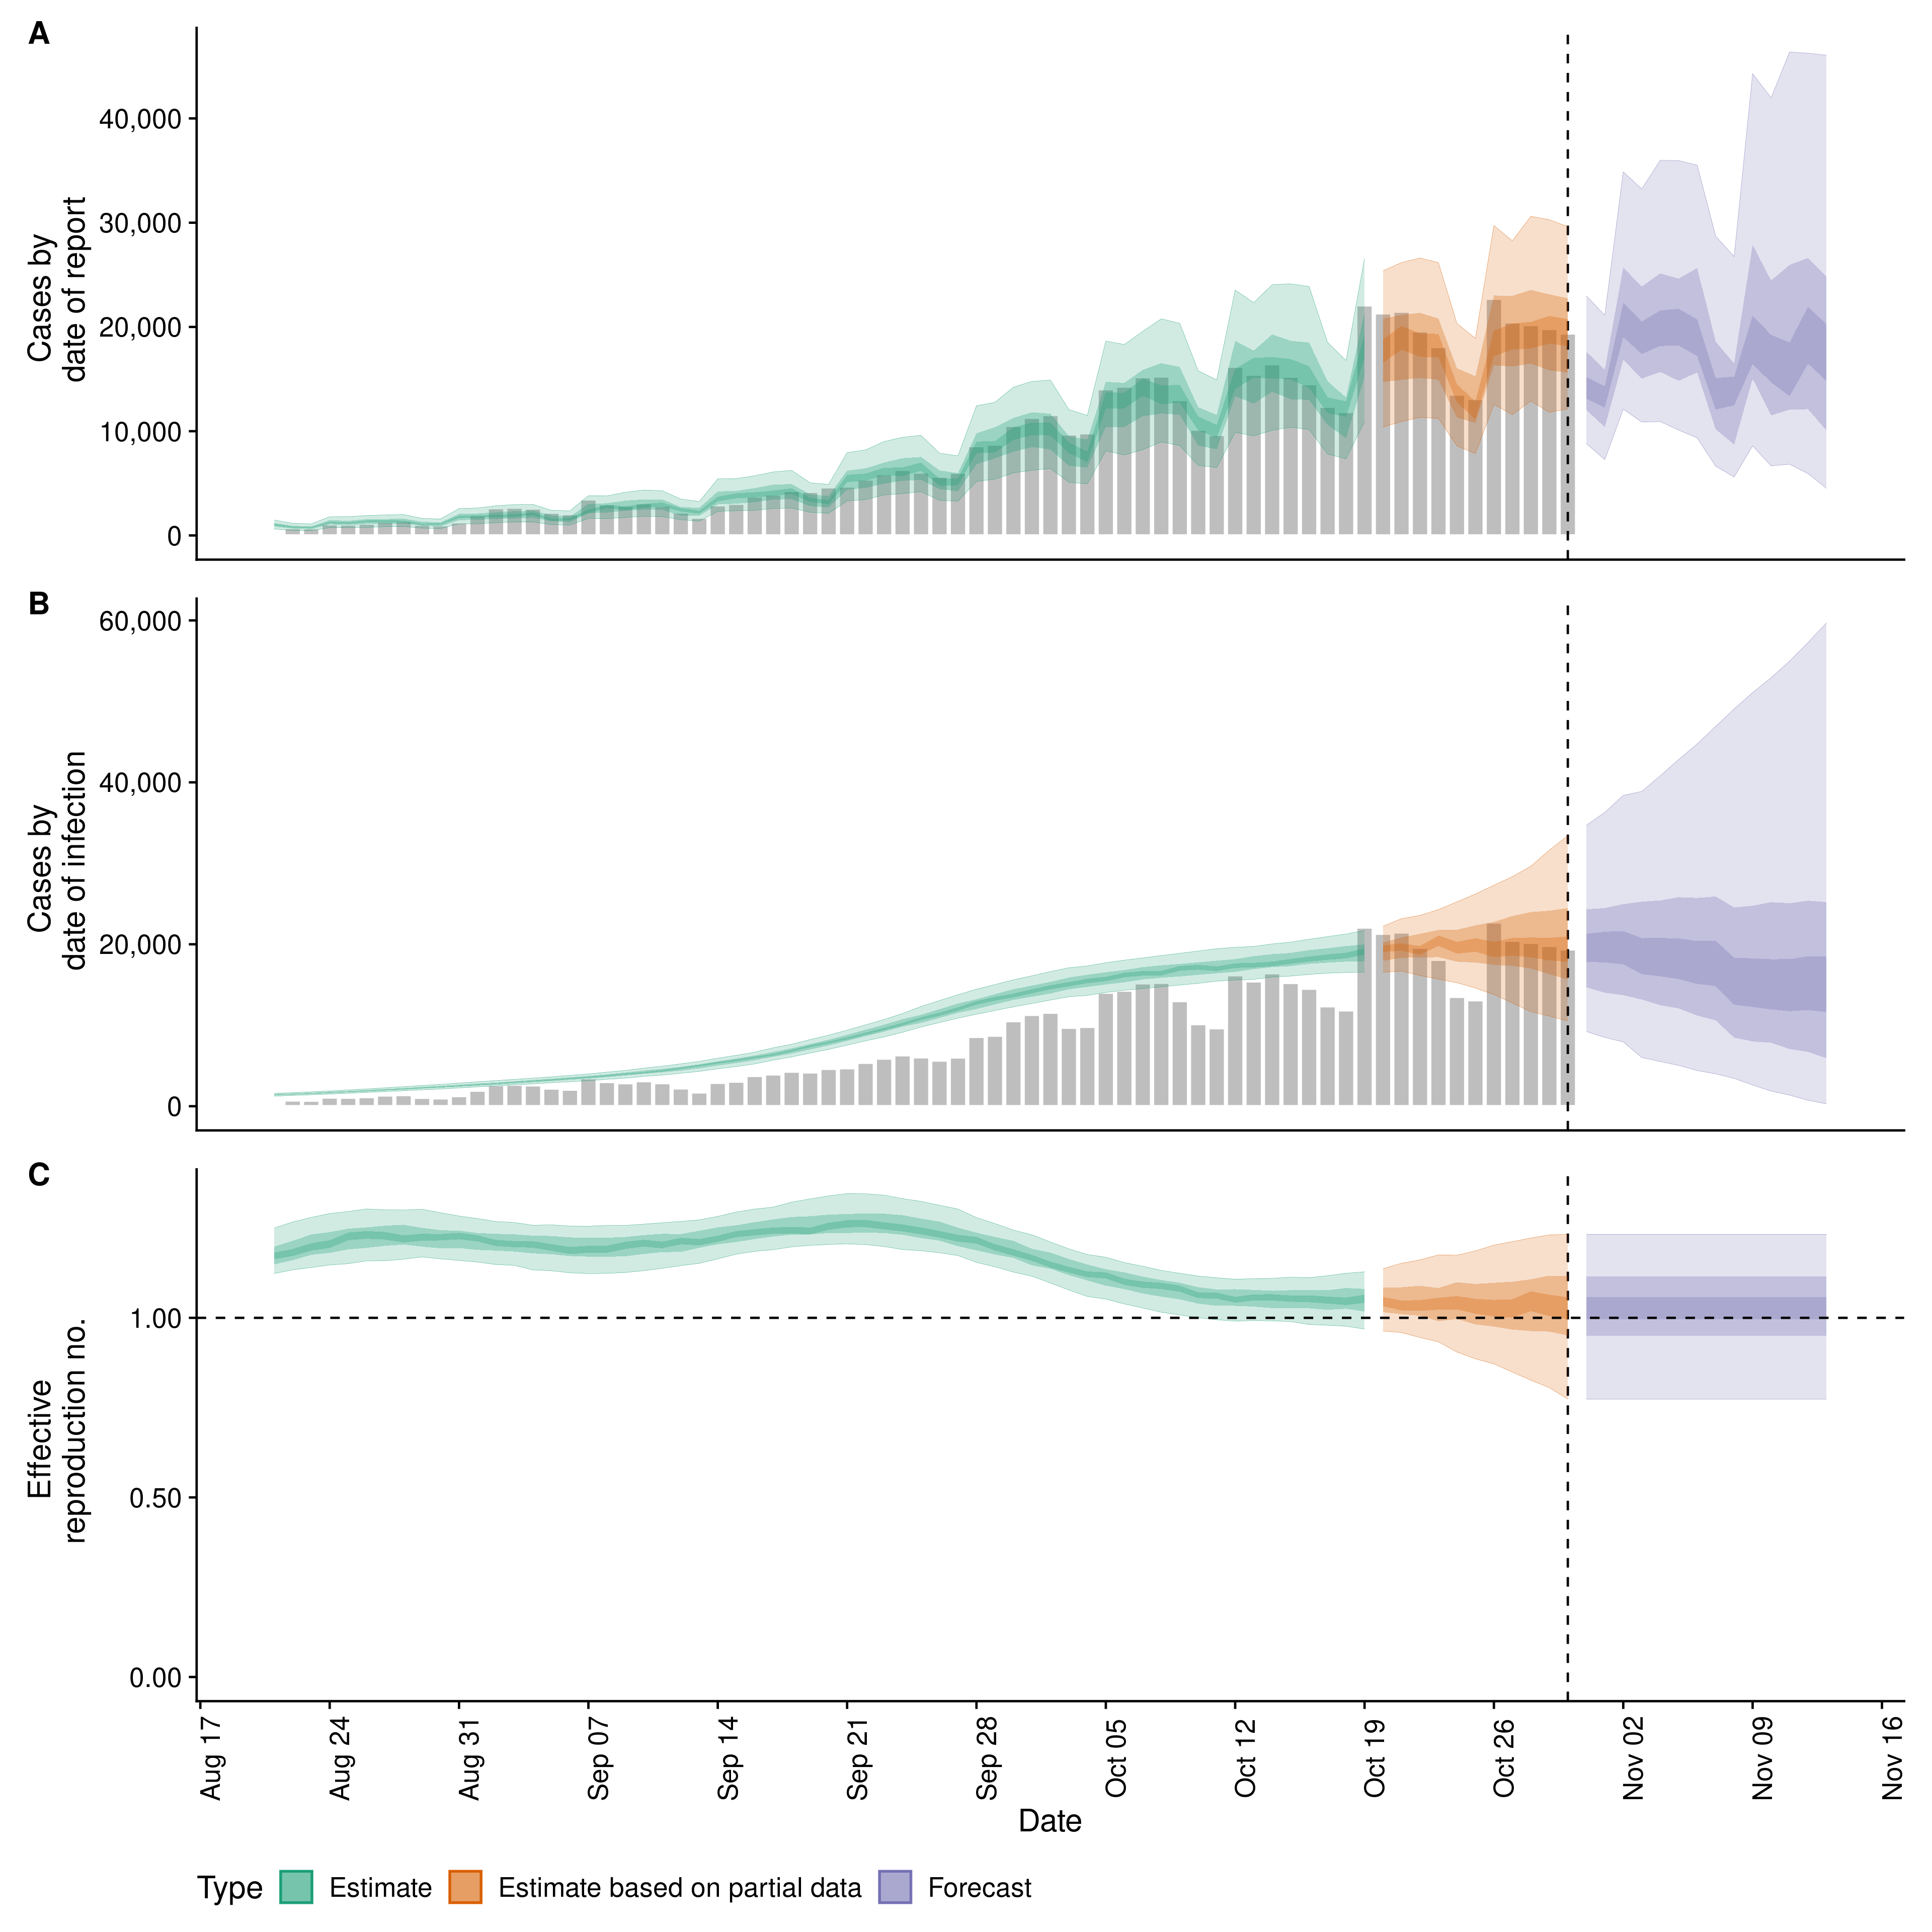 A
Cases by
date of report
40,000
30,000
20,000
10,000
0
B
Cases by
date of infection
60,000
40,000
20,000
0
C
Effective
reproduction no.
1.00
0.50
0.00
Aug 17
Aug 24
Aug 31
Sep 07
Sep 14
Sep 21
Sep 28
Oct 05
Oct 12
Oct 19
Oct 26
Nov 02
Nov 09
Nov 16
Date
Type Estimate Estimate based on partial data Forecast